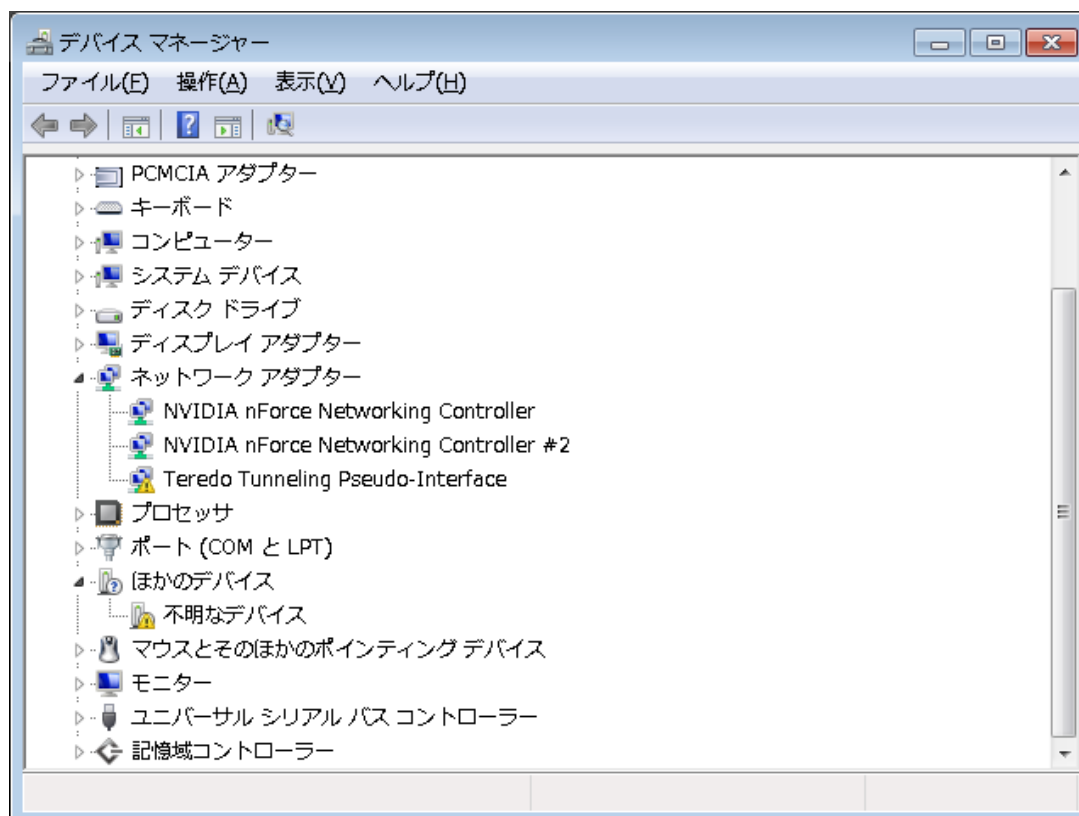 デバイス マネージャー
ファイル(F) 操作(A) 表示(V) ヘルプ(H)
PCMCIA アダプター
キーボード
コンピューター
システム デバイス
ディスク ドライブ
ディスプレイ アダプター
ネットワーク アダプター
NVIDIA nForce Networking Controller
NVIDIA nForce Networking Controller #2
Teredo Tunneling Pseudo-Interface
プロセッサ
ポート (COM と LPT)
ほかのデバイス
不明なデバイス
マウスとそのほかのポインティング デバイス
モニター
ユニバーサル シリアル バス コントローラー
記憶域コントローラー